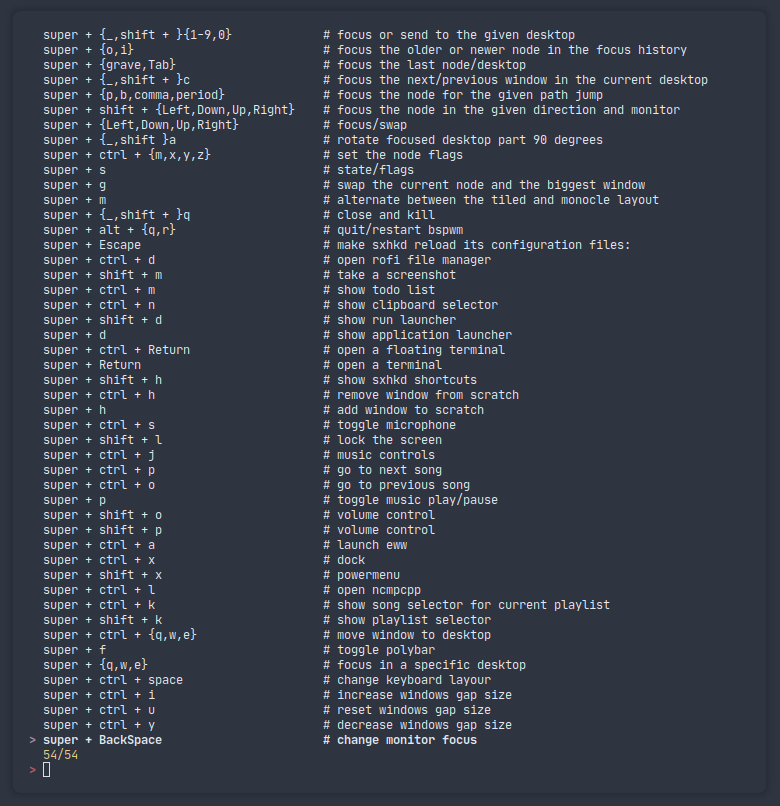 super + {_,shift + }{1-9,0}             # focus or send to the given desktop
super + {o,i}                           # focus the older or newer node in the focus history
super + {grave,Tab}                     # focus the last node/desktop
super + {_,shift + }c                   # focus the next/previous window in the current desktop
super + {p,b,comma,period}              # focus the node for the given path jump
super + shift + {Left,Down,Up,Right}    # focus the node in the given direction and monitor
super + {Left,Down,Up,Right}            # focus/swap
super + {_,shift }a                     # rotate focused desktop part 90 degrees
super + ctrl + {m,x,y,z}                # set the node flags
super + s                               # state/flags
super + g                               # swap the current node and the biggest window
super + m                               # alternate between the tiled and monocle layout
super + {_,shift + }q                   # close and kill
super + alt + {q,r}                     # quit/restart bspwm
super + Escape                          # make sxhkd reload its configuration files:
super + ctrl + d                        # open rofi file manager
super + shift + m                       # take a screenshot
super + ctrl + m                        # show todo list
super + ctrl + n                        # show clipboard selector
super + shift + d                       # show run launcher
super + d                               # show application launcher
super + ctrl + Return                   # open a floating terminal
super + Return                          # open a terminal
super + shift + h                       # show sxhkd shortcuts
super + ctrl + h                        # remove window from scratch
super + h                               # add window to scratch
super + ctrl + s                        # toggle microphone
super + shift + l                       # lock the screen
super + ctrl + j                        # music controls
super + ctrl + p                        # go to next song
super + ctrl + o                        # go to previous song
super + p                               # toggle music play/pause
super + shift + o                       # volume control
super + shift + p                       # volume control
super + ctrl + a                        # launch eww
super + ctrl + x                        # dock
super + shift + x                       # powermenu
super + ctrl + l                        # open ncmpcpp
super + ctrl + k                        # show song selector for current playlist
super + shift + k                       # show playlist selector
super + ctrl + {q,w,e}                  # move window to desktop
super + f                               # toggle polybar
super + {q,w,e}                         # focus in a specific desktop
super + ctrl + space                    # change keyboard layour
super + ctrl + i                        # increase windows gap size
super + ctrl + u                        # reset windows gap size
super + ctrl + y                        # decrease windows gap size
> super + BackSpace                       # change monitor focus
54/54
>